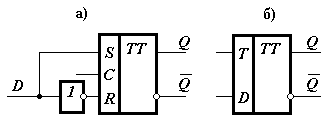 а) б)
S TT Q T TT Q
C
D 1 R Q D Q